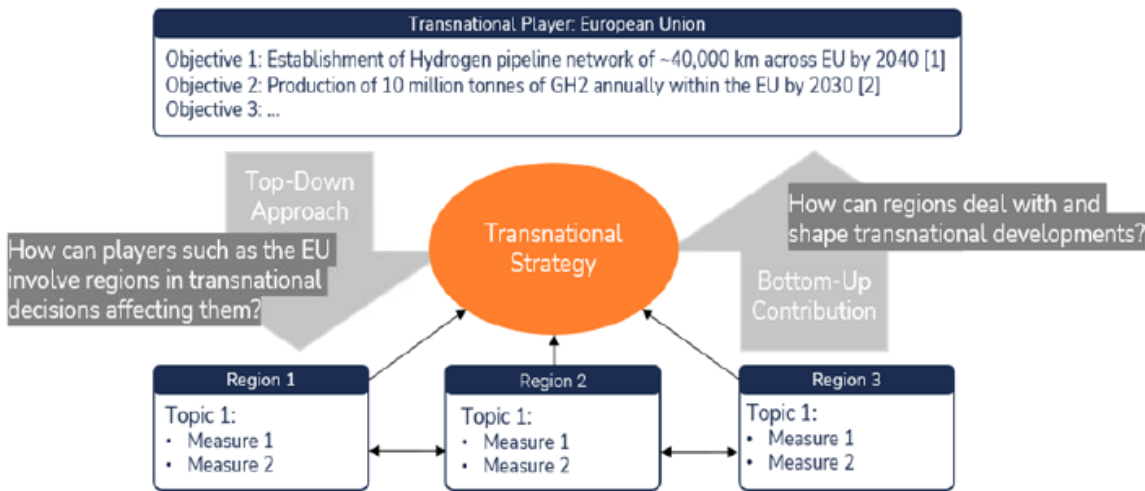 Transnational Player: European Union
Objective 1: Establishment of Hydrogen pipeline network of ~40,000 km across EU by 2040 [1]
Objective 2: Production of 10 million tonnes of GH2 annually within the EU by 2030 [2]
Objective 3: ...
Top-Down
Approach
How can players such as the EU
involve regions in transnational
decisions affecting them?
Transnational
Strategy
How can regions deal with and
shape transnational developments?
Bottom-Up
Contribution
Region 1
Topic 1:
• Measure 1
• Measure 2
Region 2
Topic 1:
• Measure 1
• Measure 2
Region 3
Topic 1:
• Measure 1
• Measure 2